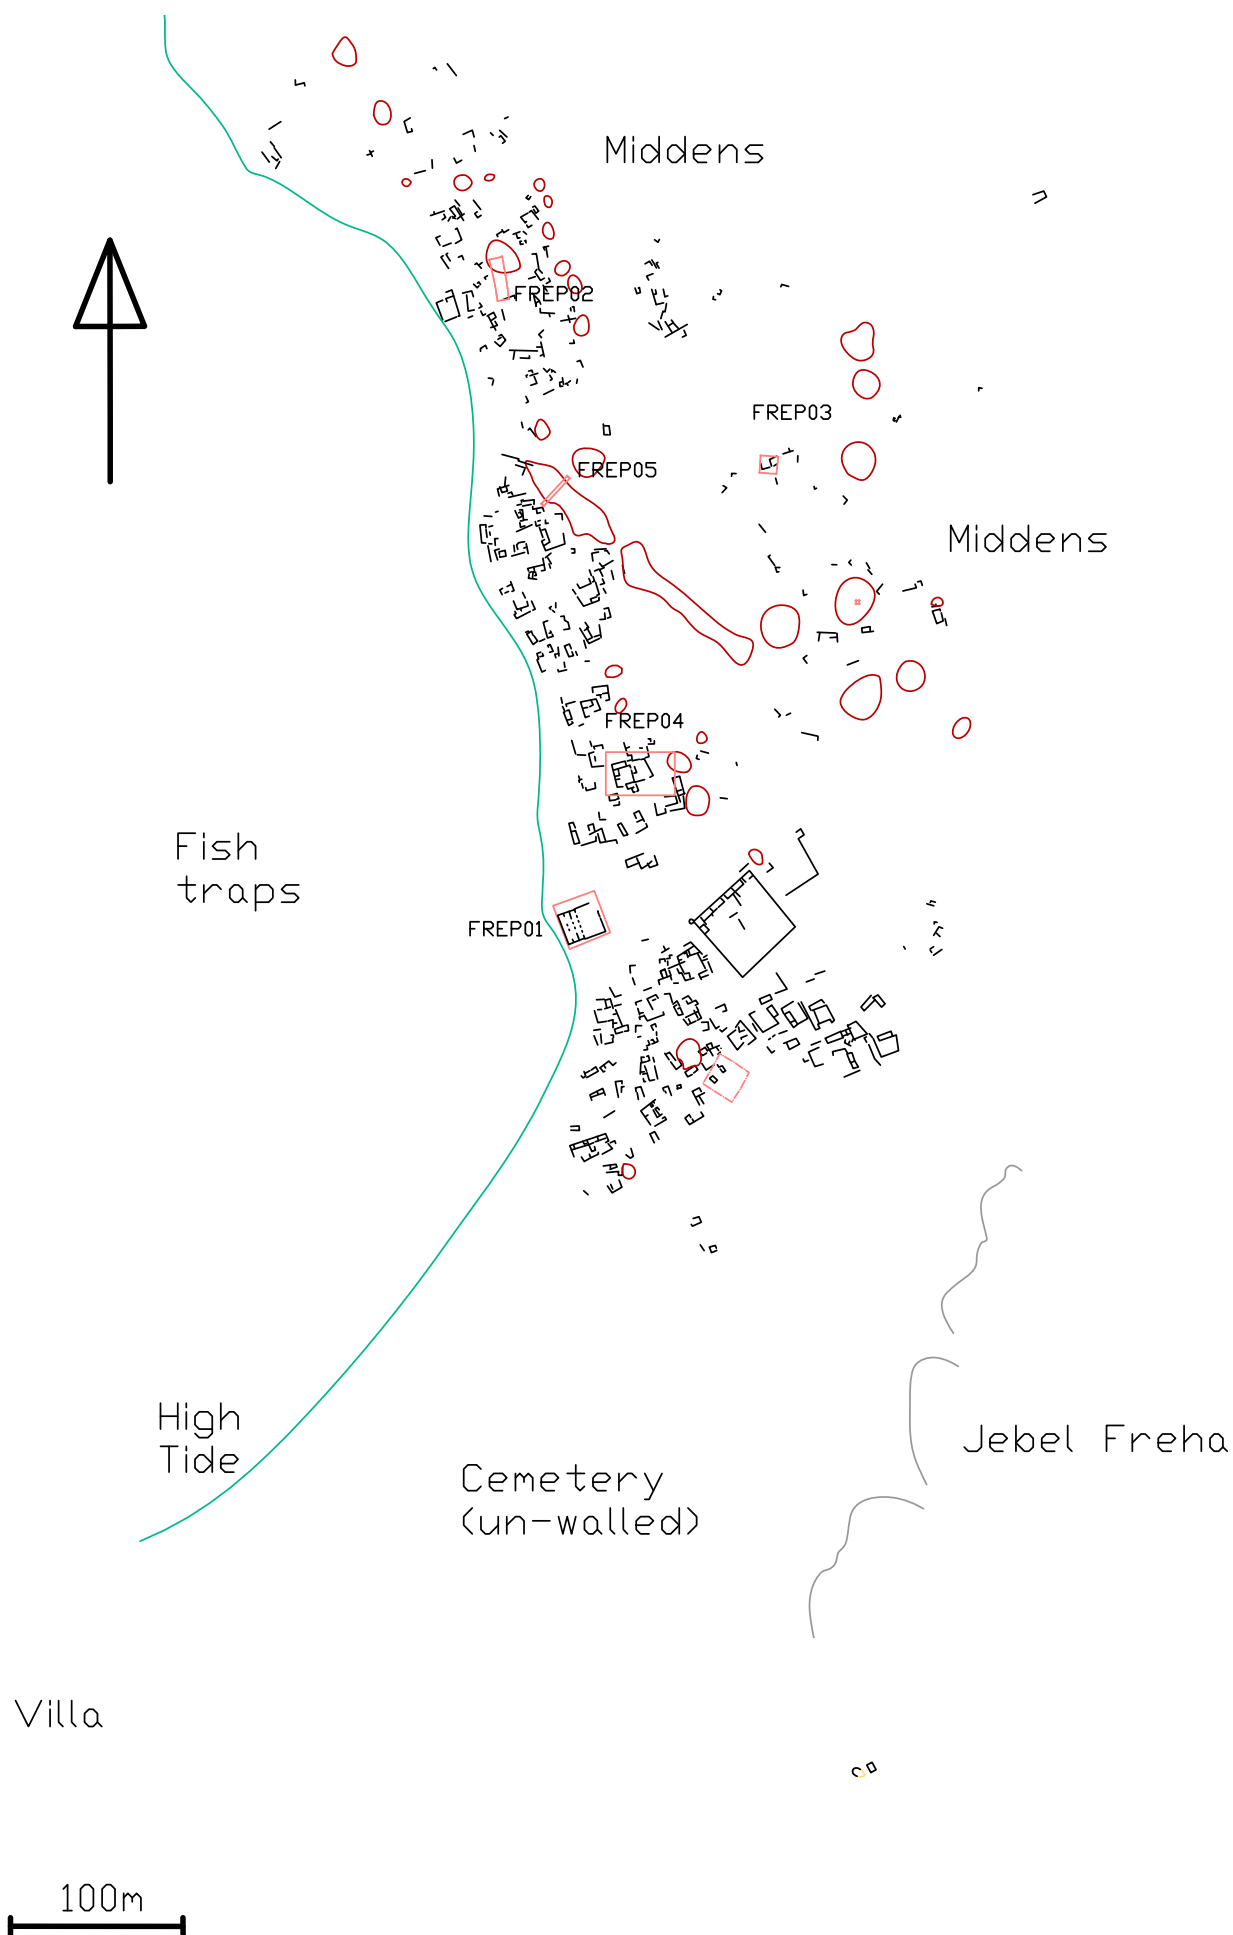 Middens
FREP02
FREP03
FREP05
Middens
FREP04
Fish
traps
FREP01
High
Tide
Jebel Freha
Cemetery
(un-walled)
Villa
100m